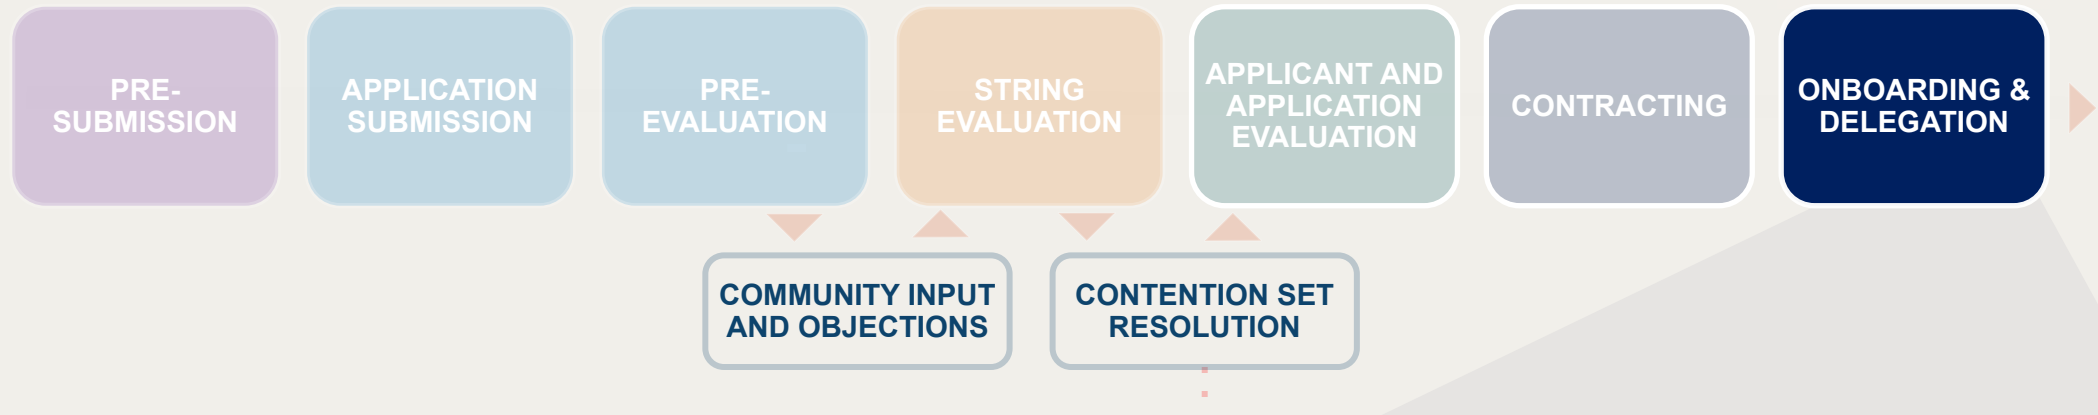 PRE-
SUBMISSION
APPLICATION
SUBMISSION
PRE-
EVALUATION
STRING
EVALUATION
APPLICANT AND
APPLICATION
EVALUATION
CONTRACTING
ONBOARDING &
DELEGATION
COMMUNITY INPUT
AND OBJECTIONS
CONTENTION SET
RESOLUTION